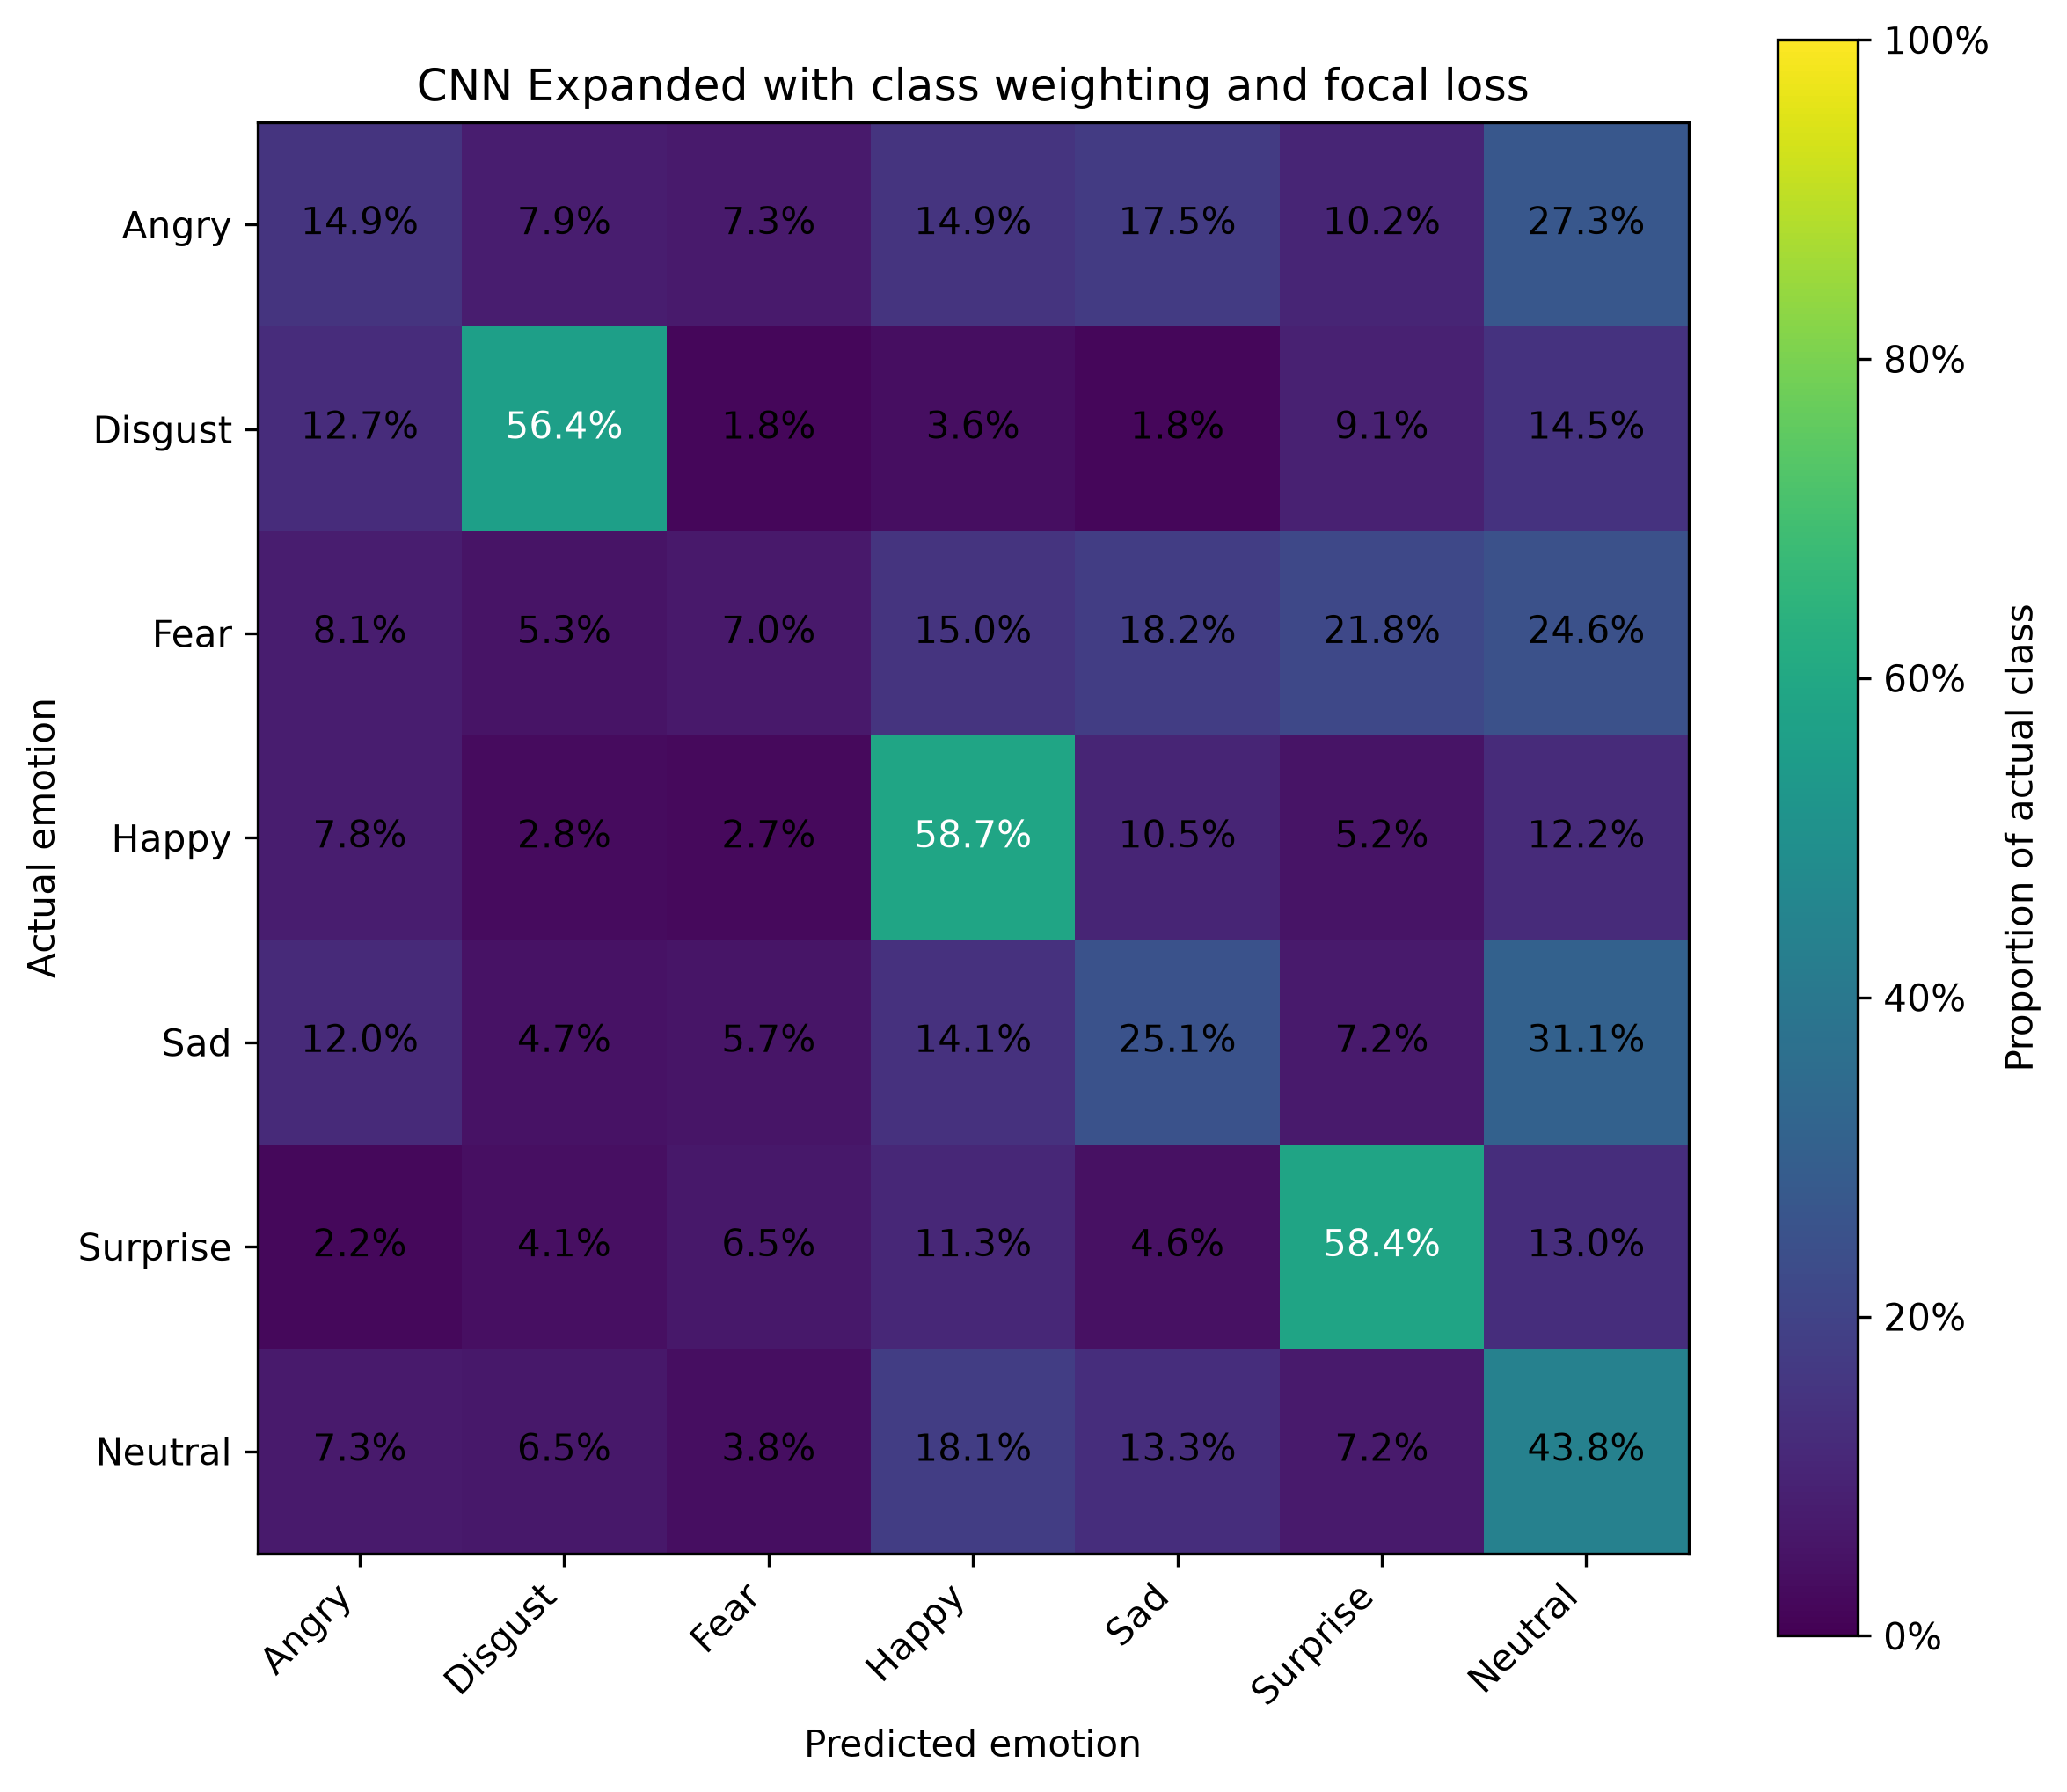 CNN Expanded with class weighting and focal loss
100%
80%
60%
40%
20%
0%
Proportion of actual class
Actual emotion
Angry 14.9% 7.9% 7.3% 14.9% 17.5% 10.2% 27.3%
Disgust 12.7% 56.4% 1.8% 3.6% 1.8% 9.1% 14.5%
Fear 8.1% 5.3% 7.0% 15.0% 18.2% 21.8% 24.6%
Happy 7.8% 2.8% 2.7% 58.7% 10.5% 5.2% 12.2%
Sad 12.0% 4.7% 5.7% 14.1% 25.1% 7.2% 31.1%
Surprise 2.2% 4.1% 6.5% 11.3% 4.6% 58.4% 13.0%
Neutral 7.3% 6.5% 3.8% 18.1% 13.3% 7.2% 43.8%
Angry Disgust Fear Happy Sad Surprise Neutral
Predicted emotion